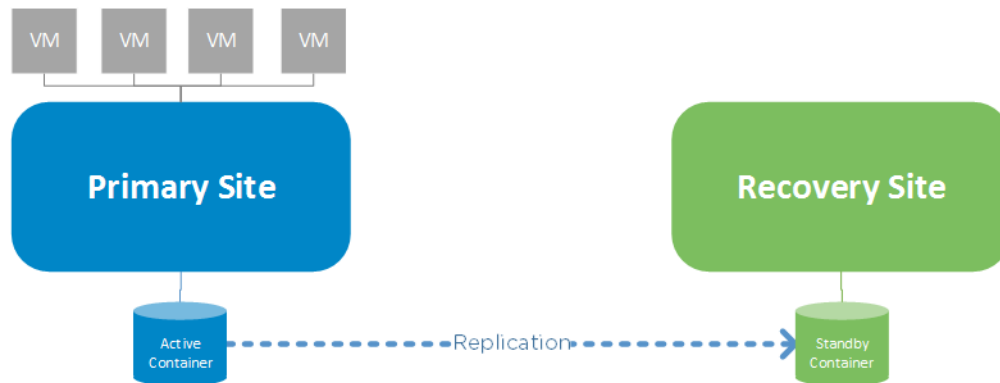 VM
VM
VM
VM
Primary Site
Recovery Site
Active
Container
Replication
Standby
Container